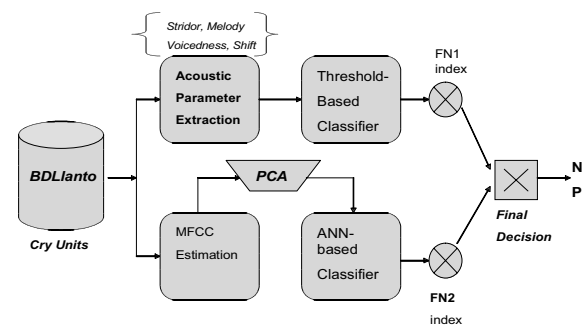 Stridor, Melody
Voicedness, Shift
Acoustic
Parameter
Extraction
Threshold-
Based
Classifier
FN1
index
BDLlanto
Cry Units
PCA
MFCC
Estimation
ANN-
based
Classifier
FN2
index
Final
Decision
N
P